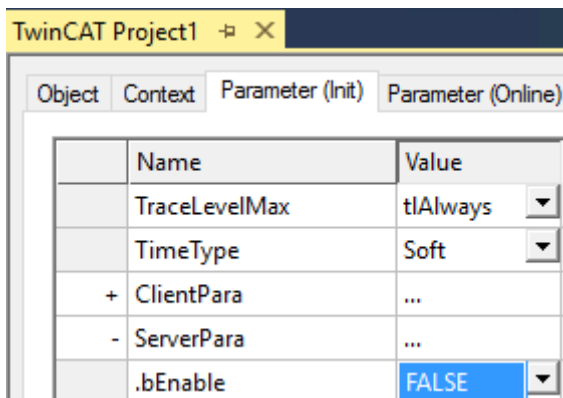 TwinCAT Project1
Object Context Parameter (Init) Parameter (Online)
Name Value
TraceLevelMax tlAlways
TimeType Soft
+ ClientPara ...
- ServerPara ...
.bEnable FALSE